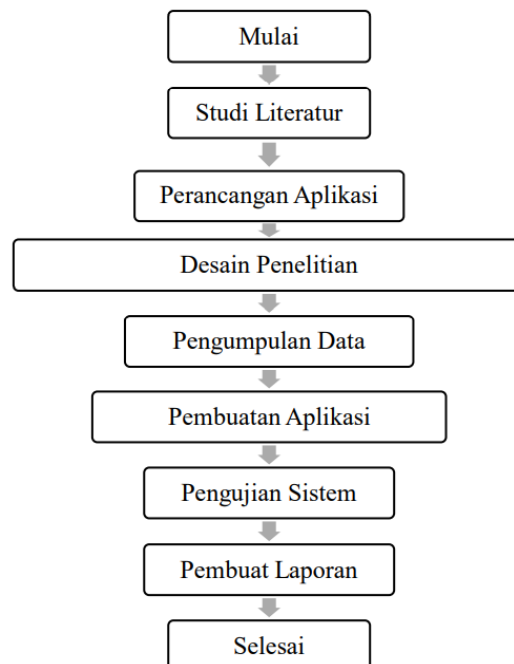 Mulai
Studi Literatur
Perancangan Aplikasi
Desain Penelitian
Pengumpulan Data
Pembuatan Aplikasi
Pengujian Sistem
Pembuat Laporan
Selesai